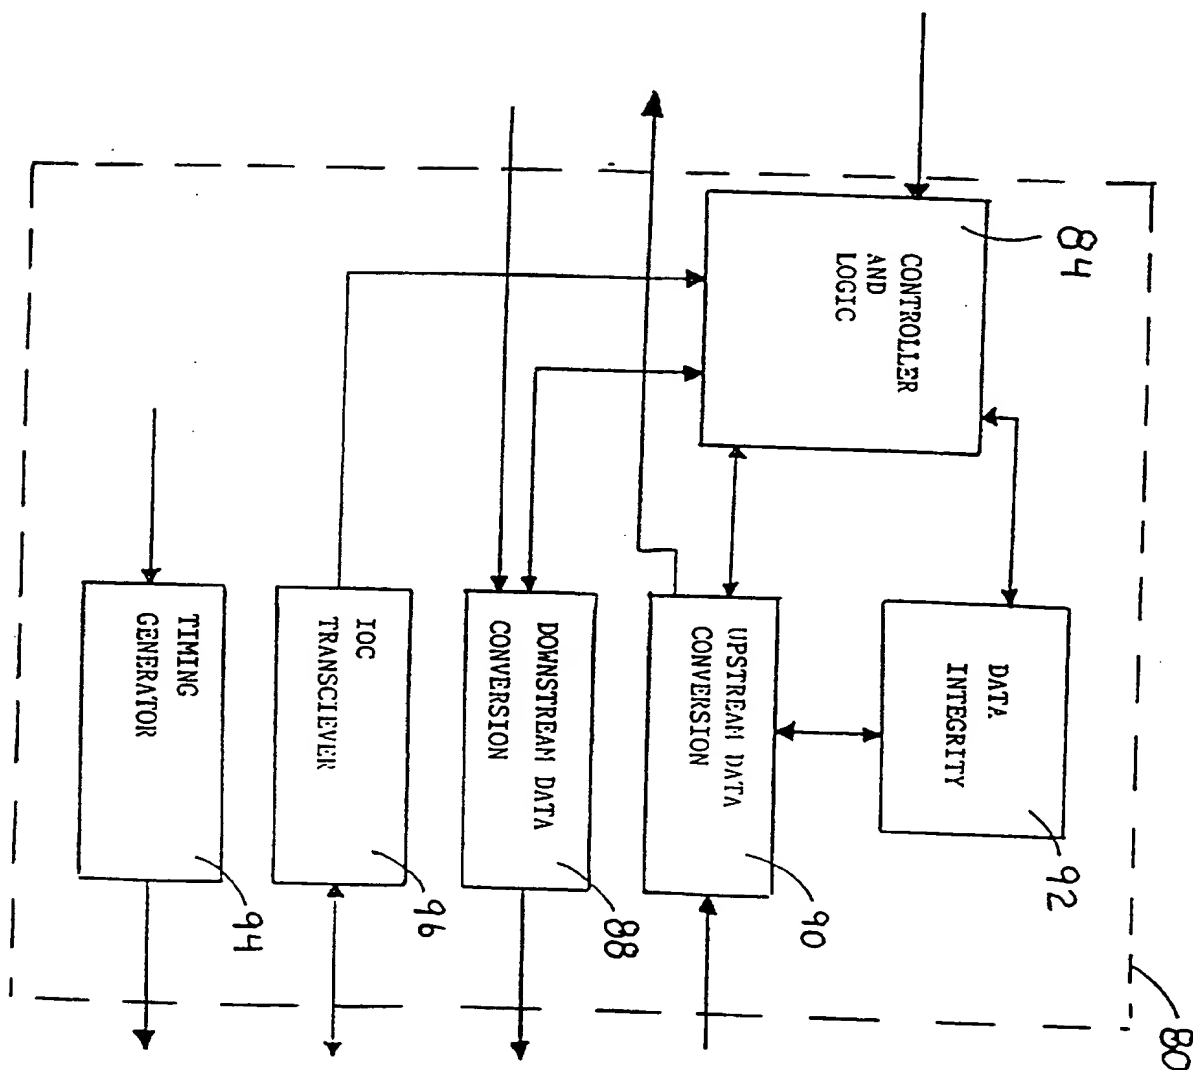 80
84
CONTROLLER
AND
LOGIC
DATA
INTEGRITY
92
UPSTREAM DATA
CONVERSION
90
DOWNSTREAM DATA
CONVERSION
88
IOC
TRANSCIEVER
96
TIMING
GENERATOR
94